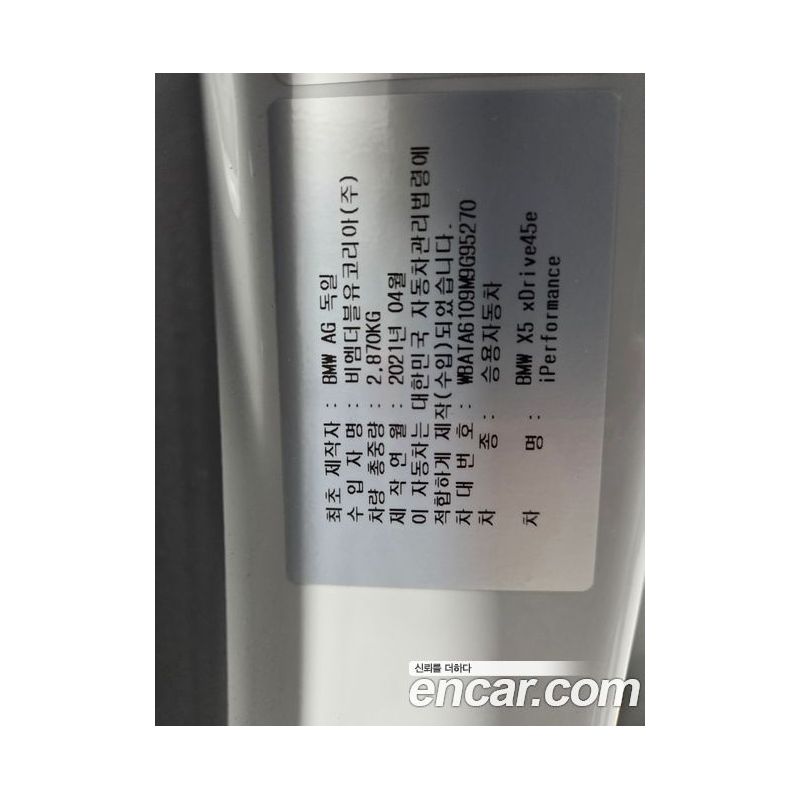 최초 제작자 : BMW AG 독일
수 입 자 명 : 비엠더블유코리아(주)
차량 총중량 : 2,870KG
제 작 연 월 : 2021년 04월
이 자동차는 대한민국 자동차관리법령에
적합하게 제작(수입)되었습니다.
차 대 번 호 : WBATA6109M9G95270
차 종 : 승용자동차
차 명 : BMW X5 xDrive45e
iPerformance
신뢰를 더하다
encar.com